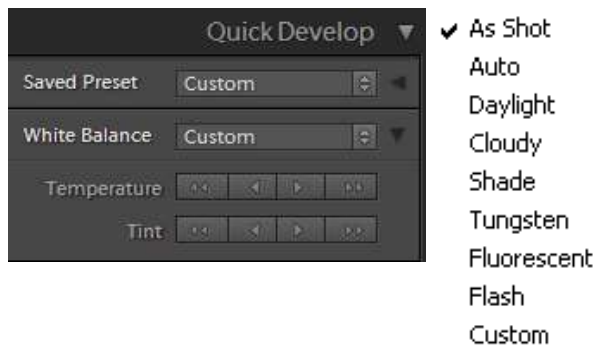 Quick Develop
Saved Preset Custom
White Balance Custom
Temperature
Tint
As Shot
Auto
Daylight
Cloudy
Shade
Tungsten
Fluorescent
Flash
Custom